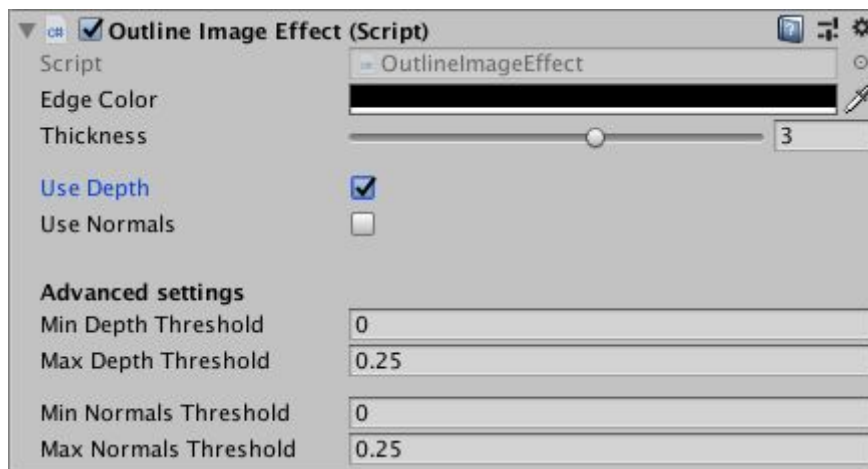 c# Outline Image Effect (Script)
Script OutlineImageEffect
Edge Color
Thickness 3
Use Depth
Use Normals
Advanced settings
Min Depth Threshold 0
Max Depth Threshold 0.25
Min Normals Threshold 0
Max Normals Threshold 0.25